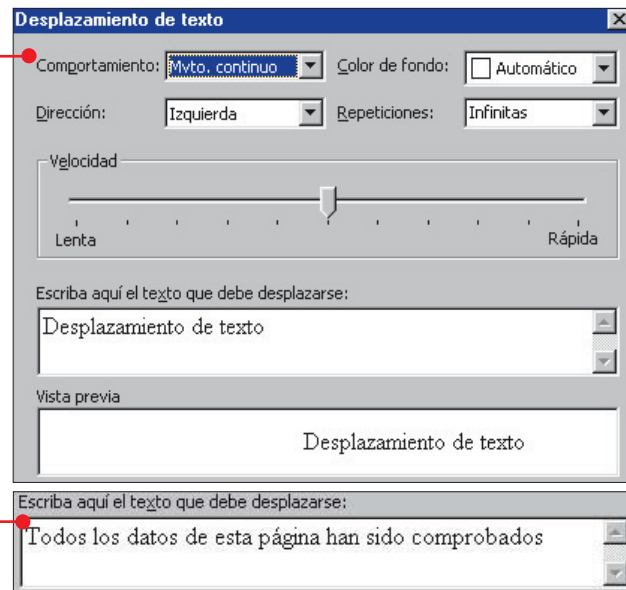 Desplazamiento de texto
Comportamiento: Mvto. continuo Color de fondo: Automático
Dirección: Izquierda Repeticiones: Infinitas
Velocidad
Lenta Rápida
Escriba aquí el texto que debe desplazarse:
Desplazamiento de texto
Vista previa
Desplazamiento de texto
Escriba aquí el texto que debe desplazarse:
Todos los datos de esta página han sido comprobados